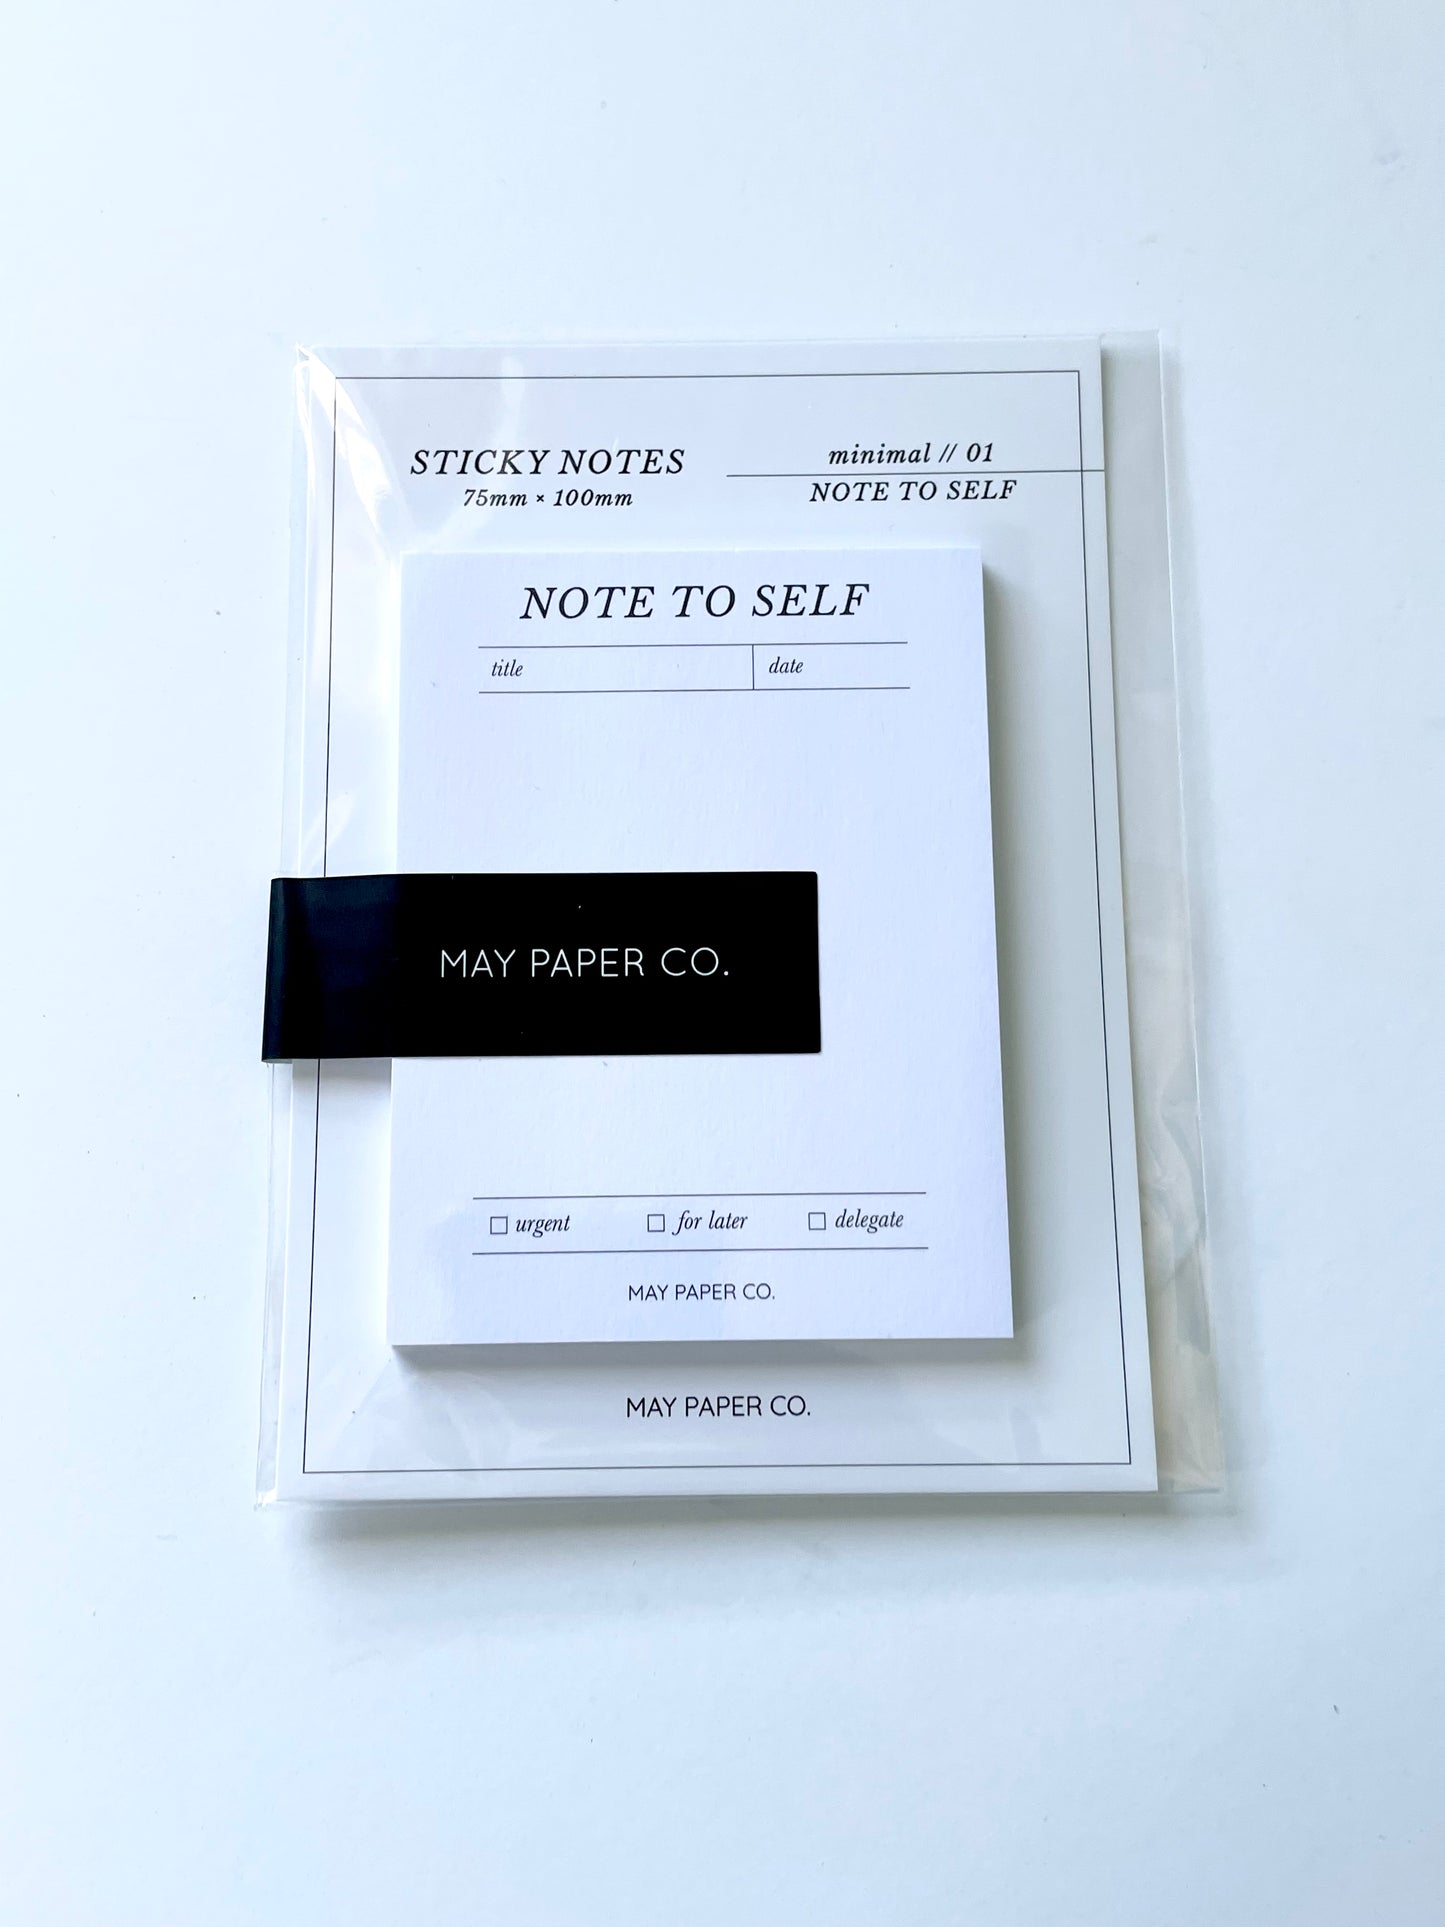 STICKY NOTES
75mm × 100mm
minimal // 01
NOTE TO SELF
NOTE TO SELF
title date
MAY PAPER CO.
urgent for later delegate
MAY PAPER CO.
MAY PAPER CO.